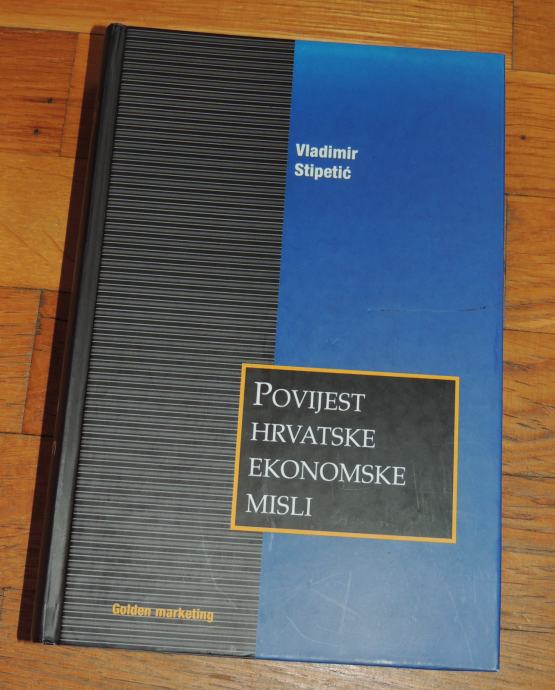 Vladimir
Stipetić
POVIJEST
HRVATSKE
EKONOMSKE
MISLI
Golden marketing